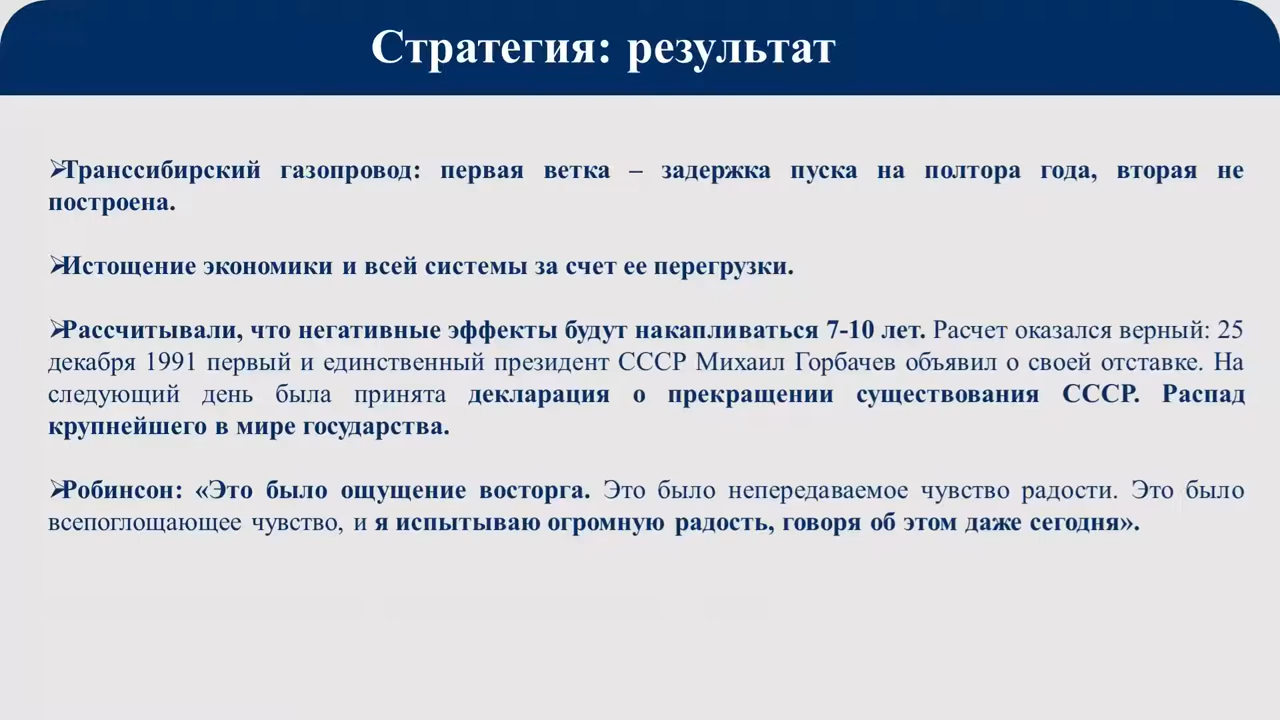 Стратегия: результат
➢Транссибирский газопровод: первая ветка – задержка пуска на полтора года, вторая не
построена.
➢Истощение экономики и всей системы за счет ее перегрузки.
➢Рассчитывали, что негативные эффекты будут накапливаться 7-10 лет. Расчет оказался верный: 25
декабря 1991 первый и единственный президент СССР Михаил Горбачев объявил о своей отставке. На
следующий день была принята декларация о прекращении существования СССР. Распад
крупнейшего в мире государства.
➢Робинсон: «Это было ощущение восторга. Это было непередаваемое чувство радости. Это было
всепоглощающее чувство, и я испытываю огромную радость, говоря об этом даже сегодня».